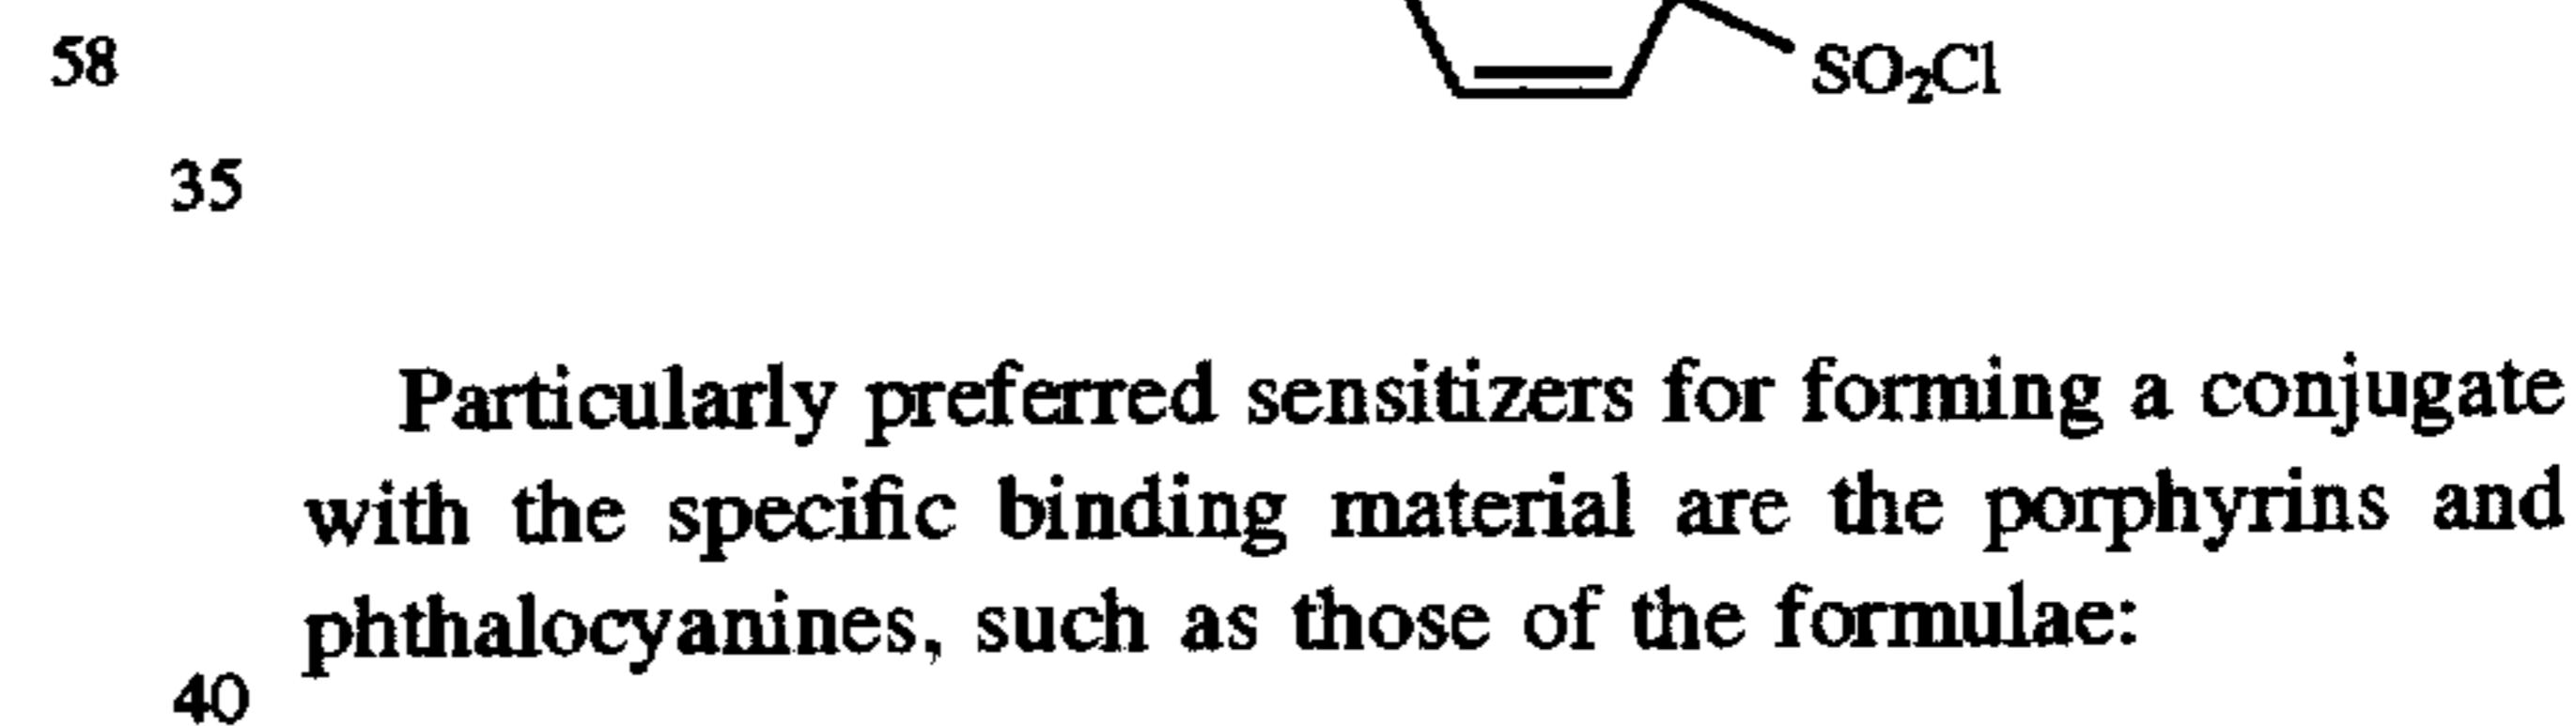 58
SO₂Cl
35
Particularly preferred sensitizers for forming a conjugate
with the specific binding material are the porphyrins and
phthalocyanines, such as those of the formulae:
40